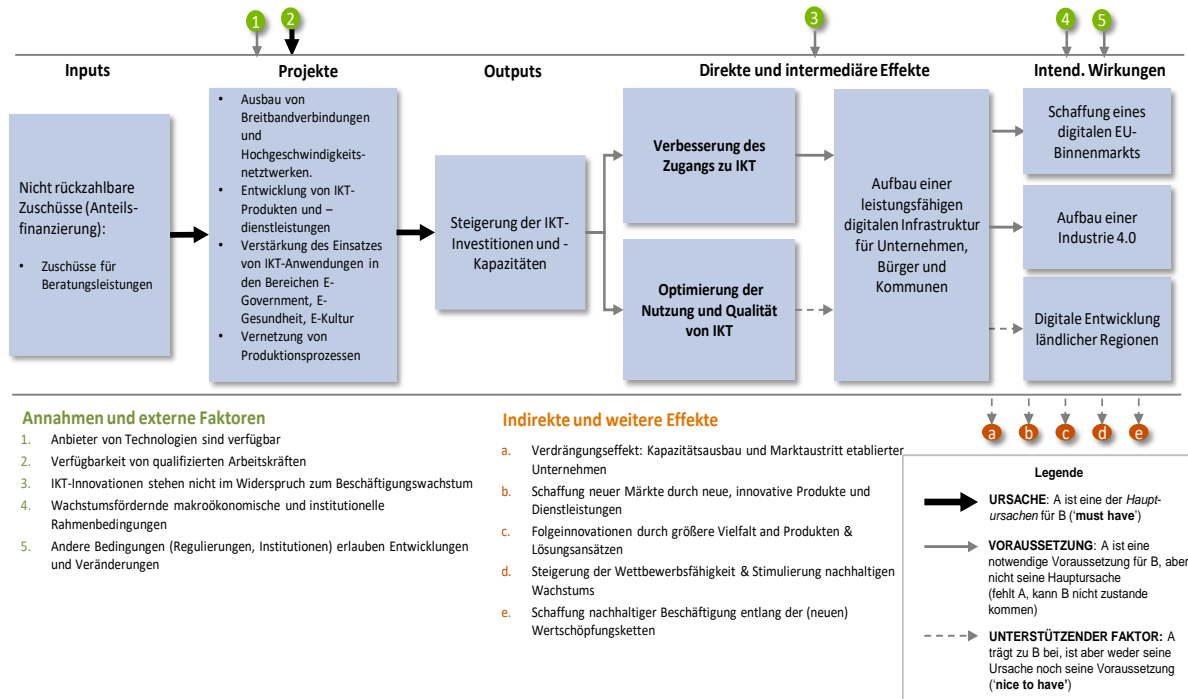 1
2
3
4
5
Inputs
Projekte
Outputs
Direkte und intermediäre Effekte
Intend. Wirkungen
Nicht rückzahlbare
Zuschüsse (Anteils-
finanzierung):
• Zuschüsse für
Beratungsleistungen
• Ausbau von
Breitbandverbindungen
und
Hochgeschwindigkeits-
netztwerken.
• Entwicklung von IKT-
Produkten und –
dienstleistungen
• Verstärkung des Einsatzes
von IKT-Anwendungen in
den Bereichen E-
Government, E-
Gesundheit, E-Kultur
• Vernetzung von
Produktionsprozessen
Steigerung der IKT-
Investitionen und -
Kapazitäten
Verbesserung des
Zugangs zu IKT
Optimierung der
Nutzung und Qualität
von IKT
Aufbau einer
leistungsfähigen
digitalen Infrastruktur
für Unternehmen,
Bürger und
Kommunen
Schaffung eines
digitalen EU-
Binnenmarkts
Aufbau einer
Industrie 4.0
Digitale Entwicklung
ländlicher Regionen
a
b
c
d
e
Annahmen und externe Faktoren
1. Anbieter von Technologien sind verfügbar
2. Verfügbarkeit von qualifizierten Arbeitskräften
3. IKT-Innovationen stehen nicht im Widerspruch zum Beschäftigungswachstum
4. Wachstumsfördernde makroökonomische und institutionelle
Rahmenbedingungen
5. Andere Bedingungen (Regulierungen, Institutionen) erlauben Entwicklungen
und Veränderungen
Indirekte und weitere Effekte
a. Verdrängungseffekt: Kapazitätsausbau und Marktaustritt etablierter
Unternehmen
b. Schaffung neuer Märkte durch neue, innovative Produkte und
Dienstleistungen
c. Folgeinnovationen durch größere Vielfalt and Produkten &
Lösungsansätzen
d. Steigerung der Wettbewerbsfähigkeit & Stimulierung nachhaltigen
Wachstums
e. Schaffung nachhaltiger Beschäftigung entlang der (neuen)
Wertschöpfungsketten
Legende
URSACHE: A ist eine der Haupt-
ursachen für B (‘must have’)
VORAUSSETZUNG: A ist eine
notwendige Voraussetzung für B, aber
nicht seine Hauptursache
(fehlt A, kann B nicht zustande
kommen)
UNTERSTÜTZENDER FAKTOR: A
trägt zu B bei, ist aber weder seine
Ursache noch seine Voraussetzung
(‘nice to have’)